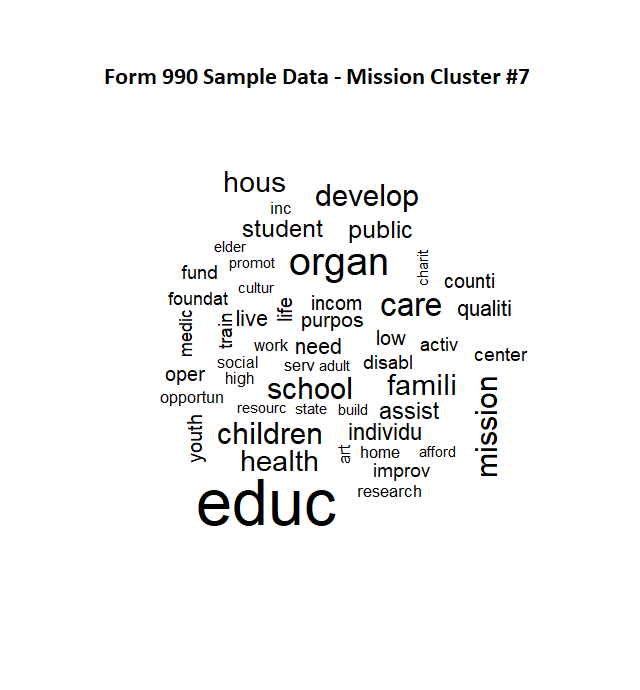 Form 990 Sample Data - Mission Cluster #7
hous
develop
inc
student
public
elder
promot
organ
charit
fund
cultur
counti
foundat
life
incom
care
qualiti
medic
train
live
purpos
work
need
low
activ
center
social
serv
adult
disabl
oper
high
school
famili
opportun
resourc
state
build
assist
mission
youth
children
individu
health
art
home
afford
improv
educ
research